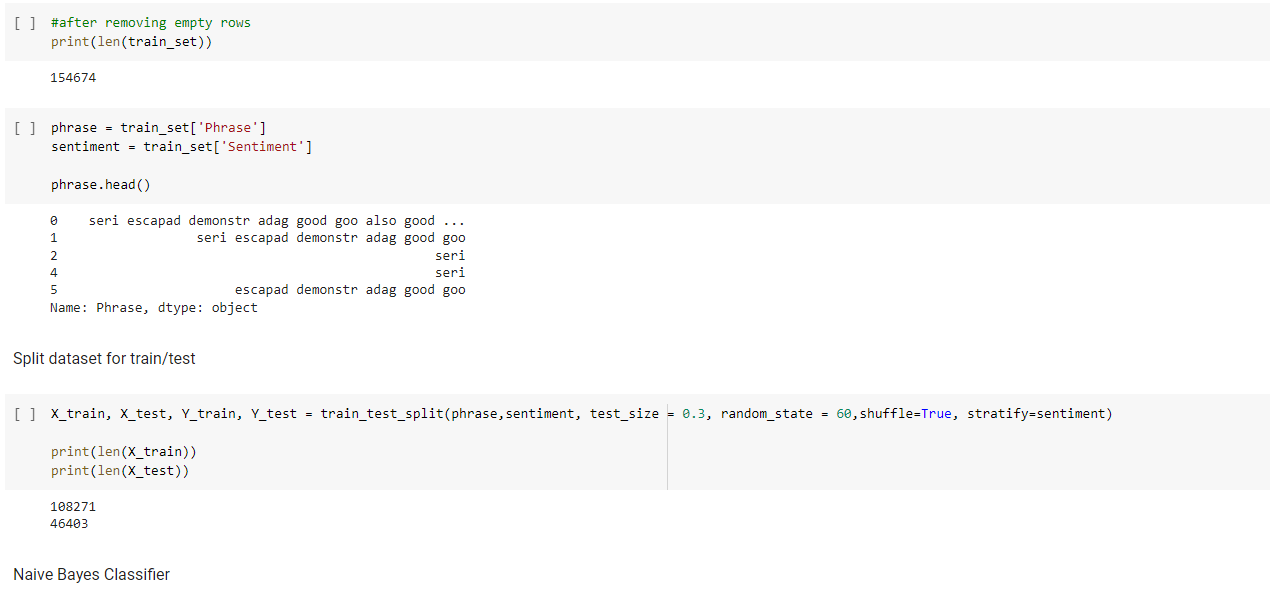 [ ] #after removing empty rows
print(len(train_set))
154674
[ ] phrase = train_set['Phrase']
sentiment = train_set['Sentiment']
phrase.head()
0 seri escapad demonstr adag good goo also good ...
1 seri escapad demonstr adag good goo
2 seri
4 seri
5 escapad demonstr adag good goo
Name: Phrase, dtype: object
Split dataset for train/test
[ ] X_train, X_test, Y_train, Y_test = train_test_split(phrase,sentiment, test_size = 0.3, random_state = 60,shuffle=True, stratify=sentiment)
print(len(X_train))
print(len(X_test))
108271
46403
Naive Bayes Classifier